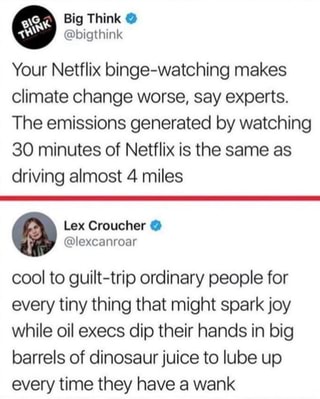 BIG THINK
Big Think
@bigthink
Your Netflix binge-watching makes
climate change worse, say experts.
The emissions generated by watching
30 minutes of Netflix is the same as
driving almost 4 miles
Lex Croucher
@lexcanroar
cool to guilt-trip ordinary people for
every tiny thing that might spark joy
while oil execs dip their hands in big
barrels of dinosaur juice to lube up
every time they have a wank